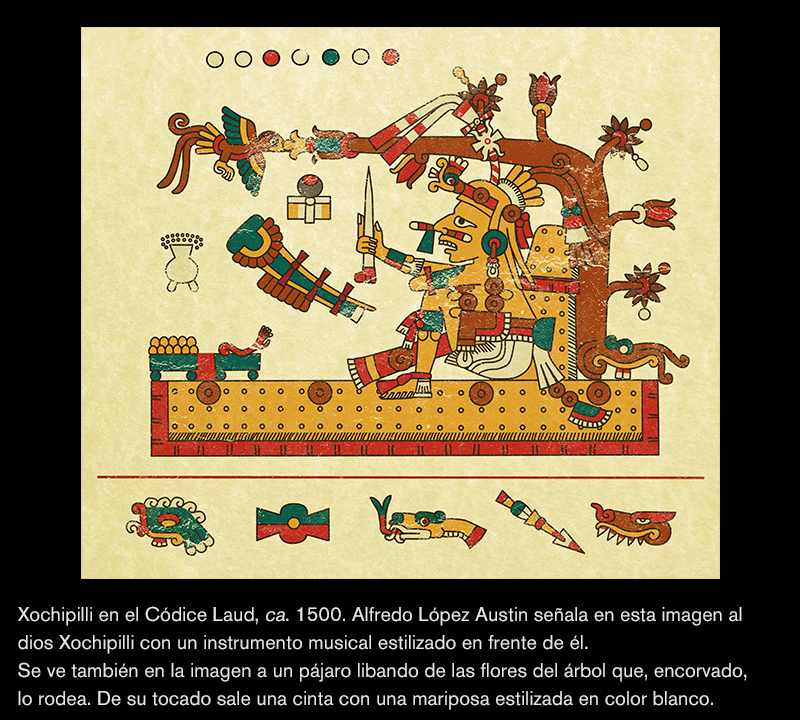 Xochipilli en el Códice Laud, ca. 1500. Alfredo López Austin señala en esta imagen al
dios Xochipilli con un instrumento musical estilizado en frente de él.
Se ve también en la imagen a un pájaro libando de las flores del árbol que, encorvado,
lo rodea. De su tocado sale una cinta con una mariposa estilizada en color blanco.